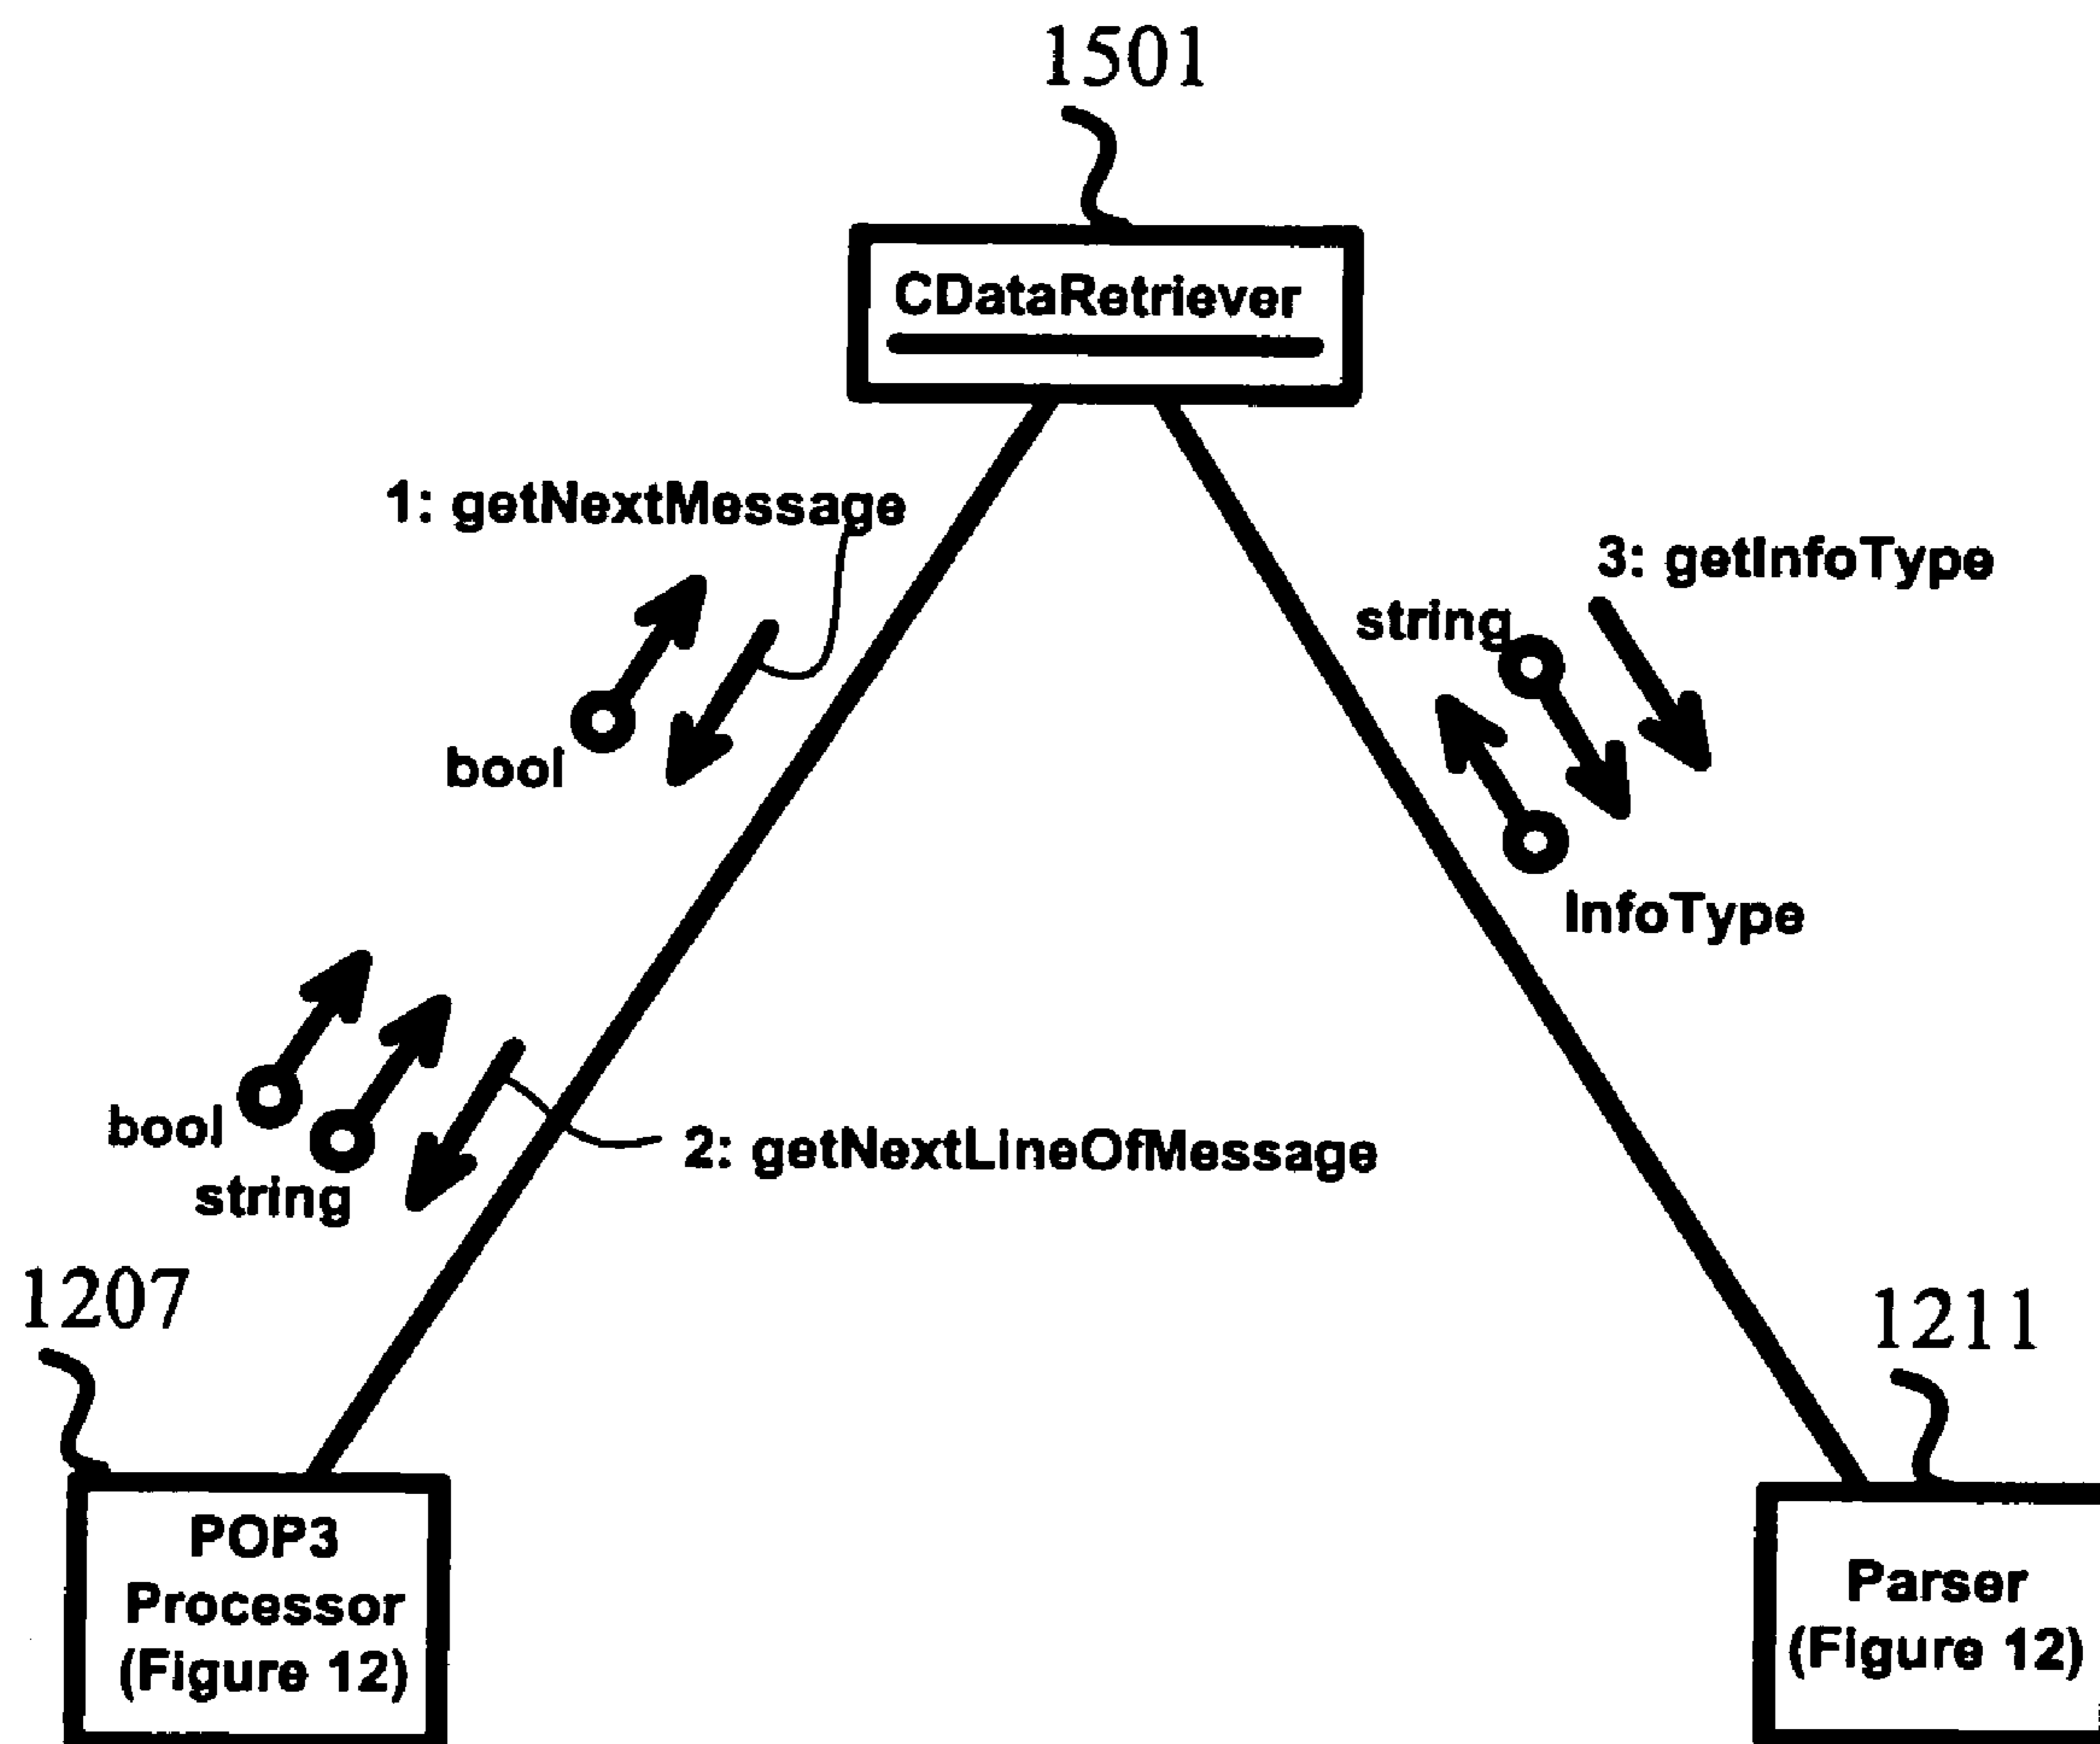 1501
CDataRetriever
1: getNextMessage
3: getInfoType
string
bool
InfoType
bool
string
2: getNextLineOfMessage
1207
1211
POP3
Processor
(Figure 12)
Parser
(Figure 12)